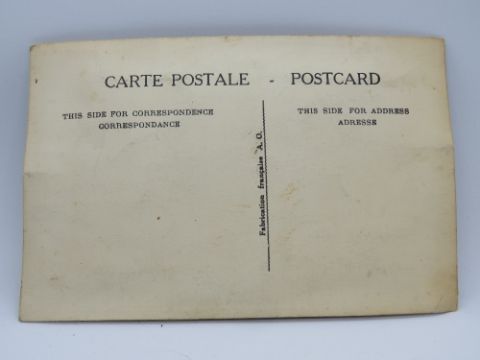 CARTE POSTALE - POSTCARD
THIS SIDE FOR CORRESPONDENCE
CORRESPONDANCE
THIS SIDE FOR ADDRESS
ADRESSE
Fabrication française A. O.